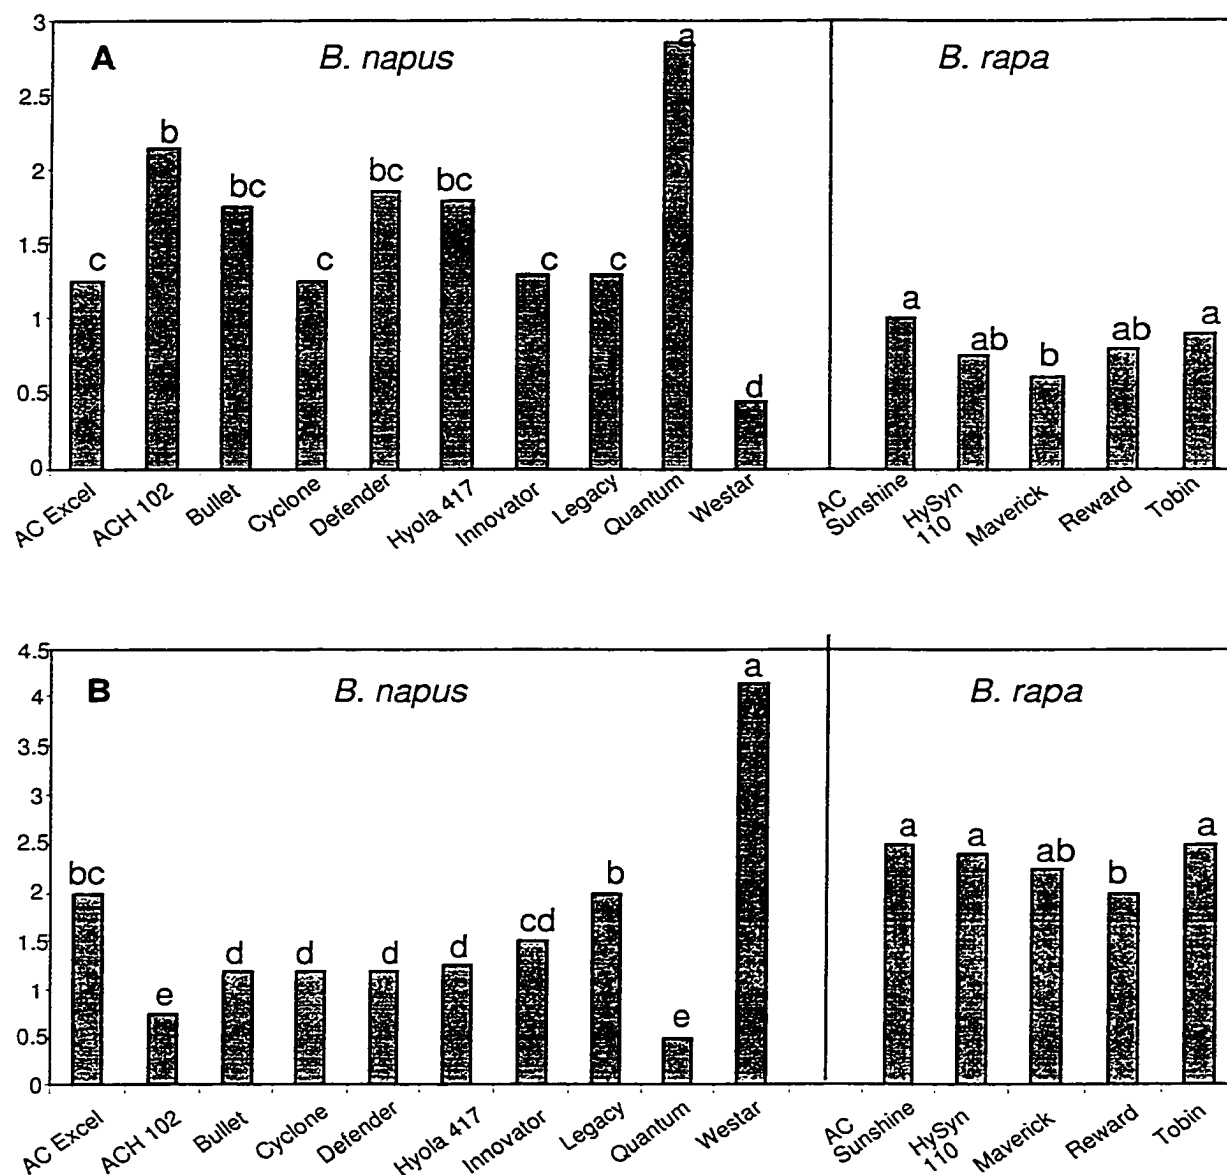 3
A
B. napus
a
B. rapa
2.5
b
2
bc
bc
bc
1.5
c
c
c
c
a
a
1
ab
ab
b
0.5
d
0
AC Excel
ACH 102
Bullet
Cyclone
Defender
Hyola 417
Innovator
Legacy
Quantum
Westar
AC
Sunshine
HySyn
110
Maverick
Reward
Tobin
4.5
B
B. napus
a
B. rapa
4
3.5
3
2.5
a
a
ab
b
a
bc
b
2
cd
1.5
d
d
d
d
1
e
e
0.5
0
AC Excel
ACH 102
Bullet
Cyclone
Defender
Hyola 417
Innovator
Legacy
Quantum
Westar
AC
Sunshine
HySyn
110
Maverick
Reward
Tobin